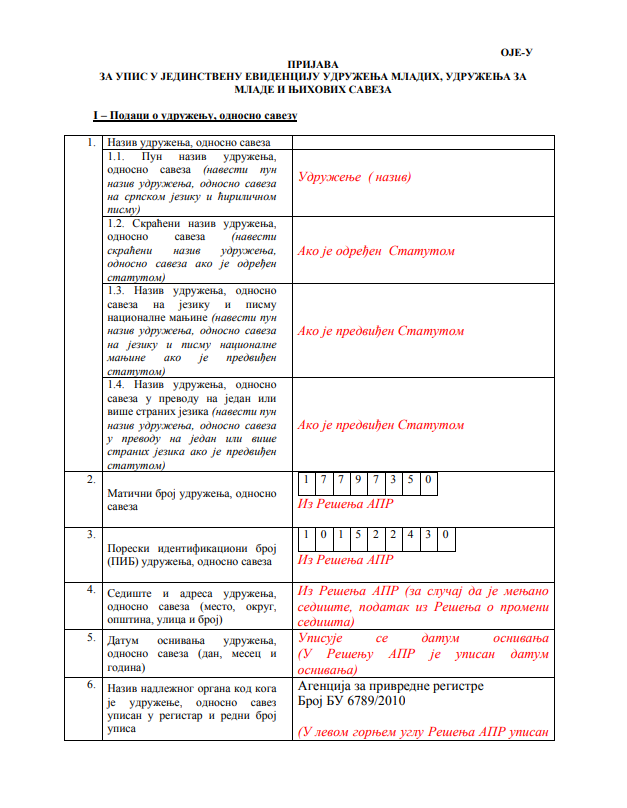 ОЈЕ-У
ПРИЈАВА
ЗА УПИС У ЈЕДИНСТВЕНУ ЕВИДЕНЦИЈУ УДРУЖЕЊА МЛАДИХ, УДРУЖЕЊА ЗА
МЛАДЕ И ЊИХОВИХ САВЕЗА
I – Подаци о удружењу, односно савезу
1. Назив удружења, односно савеза
1.1. Пун назив удружења,
односно савеза (навести пун
назив удружења, односно савеза
на српском језику и ћириличном
писму)
Удружење ( назив)
1.2. Скраћени назив удружења,
односно савеза (навести
скраћени назив удружења,
односно савеза ако је одређен
статутом)
Ако је одређен Статутом
1.3. Назив удружења, односно
савеза на језику и писму
националне мањине (навести пун
назив удружења, односно савеза
на језику и писму националне
мањине ако је предвиђен
статутом)
Ако је предвиђен Статутом
1.4. Назив удружења, односно
савеза у преводу на један или
више страних језика (навести пун
назив удружења, односно савеза
у преводу на један или више
страних језика ако је предвиђен
статутом)
Ако је предвиђен Статутом
2.
Матични број удружења, односно
савеза
1 7 7 9 7 3 5 0
Из Решења АПР
3.
Порески идентификациони број
(ПИБ) удружења, односно савеза
1 0 1 5 2 2 4 3 0
Из Решења АПР
4. Седиште и адреса удружења,
односно савеза (место, округ,
општина, улица и број)
Из Решења АПР (за случај да је мењано
седиште, податак из Решења о промени
седишта)
5. Датум оснивања удружења,
односно савеза (дан, месец и
година)
Уписује се датум оснивања
(У Решењу АПР је уписан датум
оснивања)
6. Назив надлежног органа код кога
је удружење, односно савез
уписан у регистар и редни број
уписа
Агенција за привредне регистре
Број БУ 6789/2010
(У левом горњем углу Решења АПР уписан